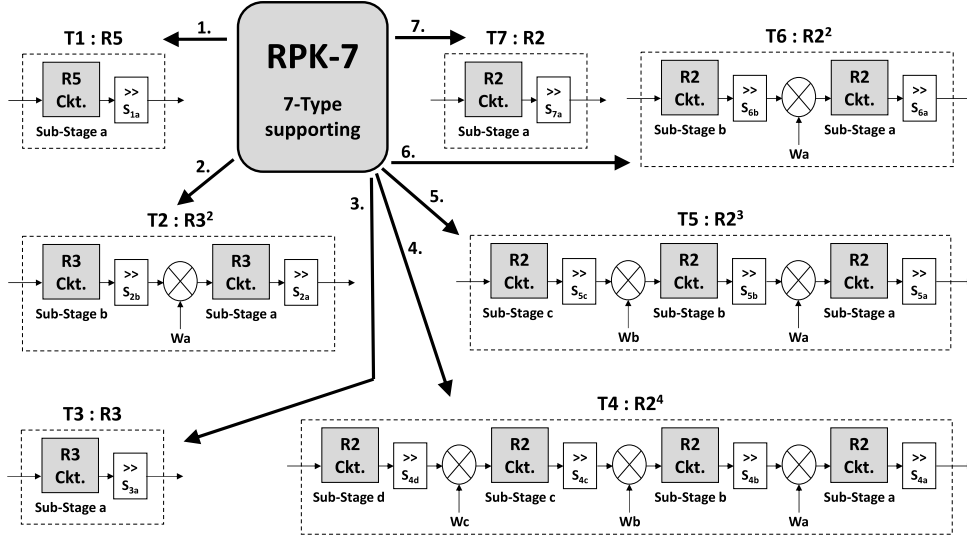 RPK-7
7-Type
supporting
1.
T1 : R5
R5
Ckt.
>>
S1a
Sub-Stage a
7.
T7 : R2
R2
Ckt.
>>
S7a
Sub-Stage a
6.
T6 : R2²
R2
Ckt.
>>
S6b
R2
Ckt.
>>
S6a
Sub-Stage b
Sub-Stage a
Wa
2.
T2 : R3²
R3
Ckt.
>>
S2b
R3
Ckt.
>>
S2a
Sub-Stage b
Sub-Stage a
Wa
5.
T5 : R2³
R2
Ckt.
>>
S5c
R2
Ckt.
>>
S5b
R2
Ckt.
>>
S5a
Sub-Stage c
Sub-Stage b
Sub-Stage a
Wb
Wa
3.
T3 : R3
R3
Ckt.
>>
S3a
Sub-Stage a
4.
T4 : R2⁴
R2
Ckt.
>>
S4d
R2
Ckt.
>>
S4c
R2
Ckt.
>>
S4b
R2
Ckt.
>>
S4a
Sub-Stage d
Sub-Stage c
Sub-Stage b
Sub-Stage a
Wc
Wb
Wa